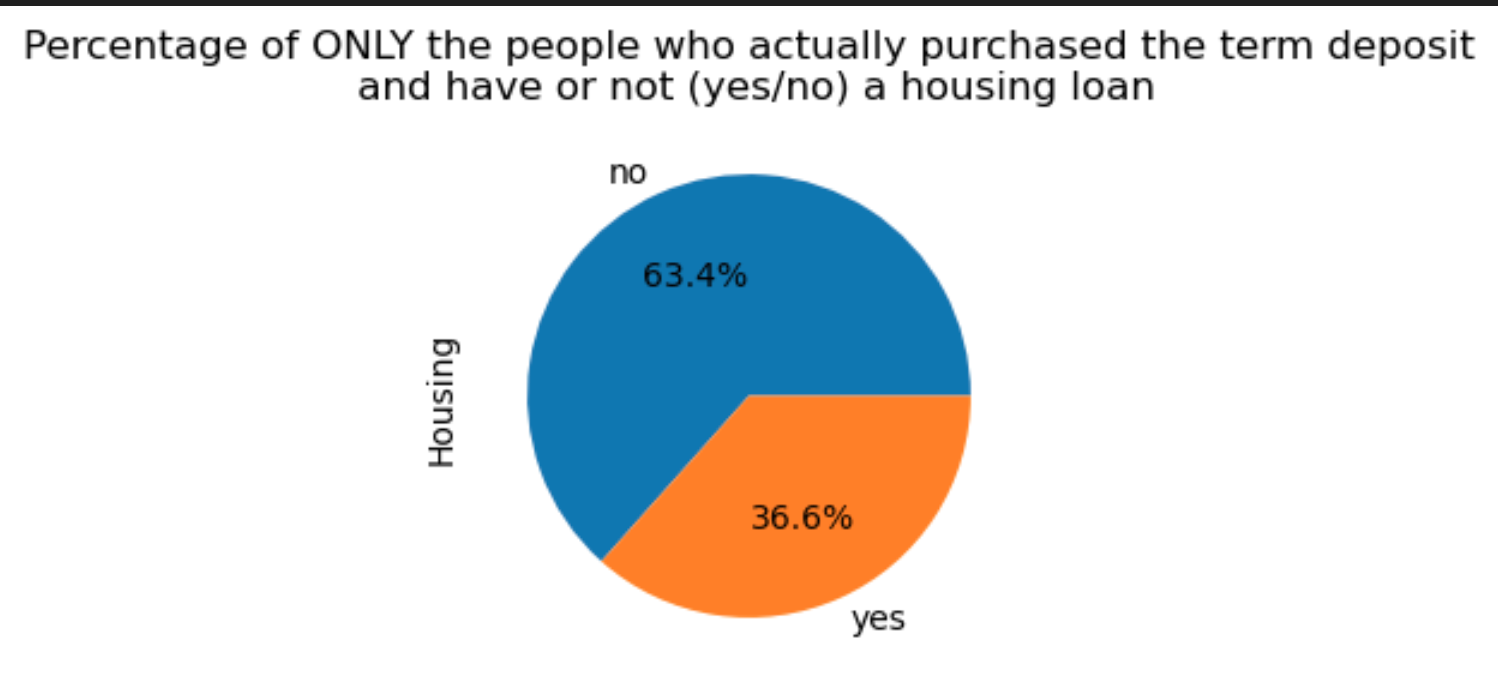 Percentage of ONLY the people who actually purchased the term deposit
and have or not (yes/no) a housing loan
no
63.4%
Housing
36.6%
yes